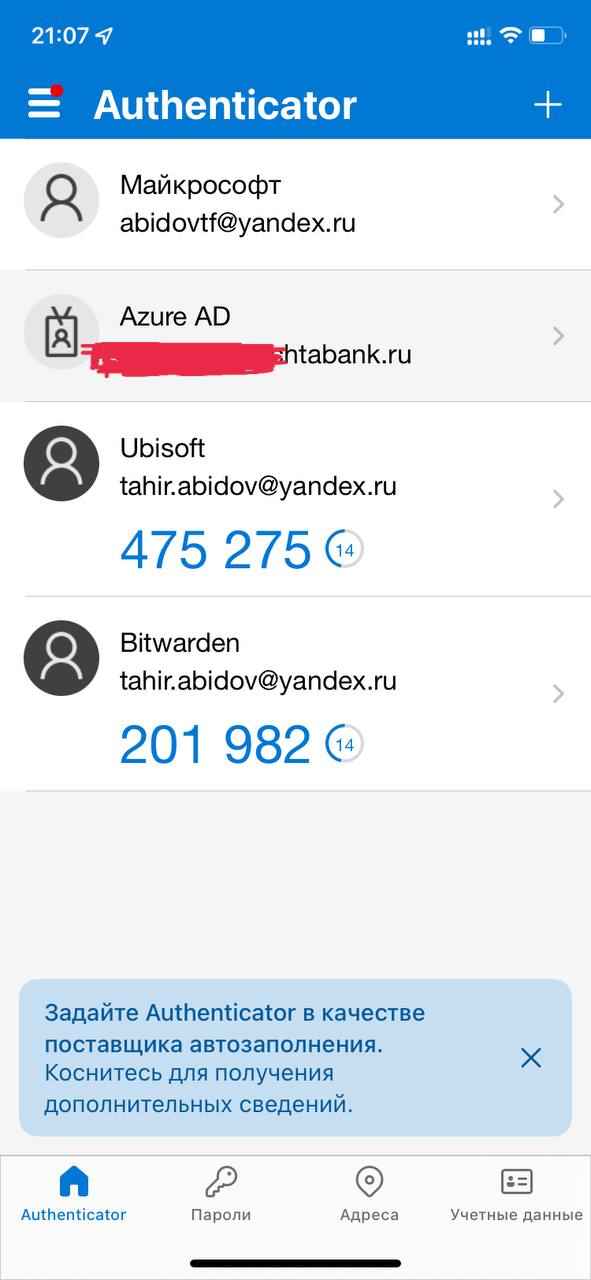 21:07
Authenticator
Майкрософт
abidovtf@yandex.ru
Azure AD
htabank.ru
Ubisoft
tahir.abidov@yandex.ru
475 275 14
Bitwarden
tahir.abidov@yandex.ru
201 982 14
Задайте Authenticator в качестве
поставщика автозаполнения.
Коснитесь для получения
дополнительных сведений.
Authenticator Пароли Адреса Учетные данные